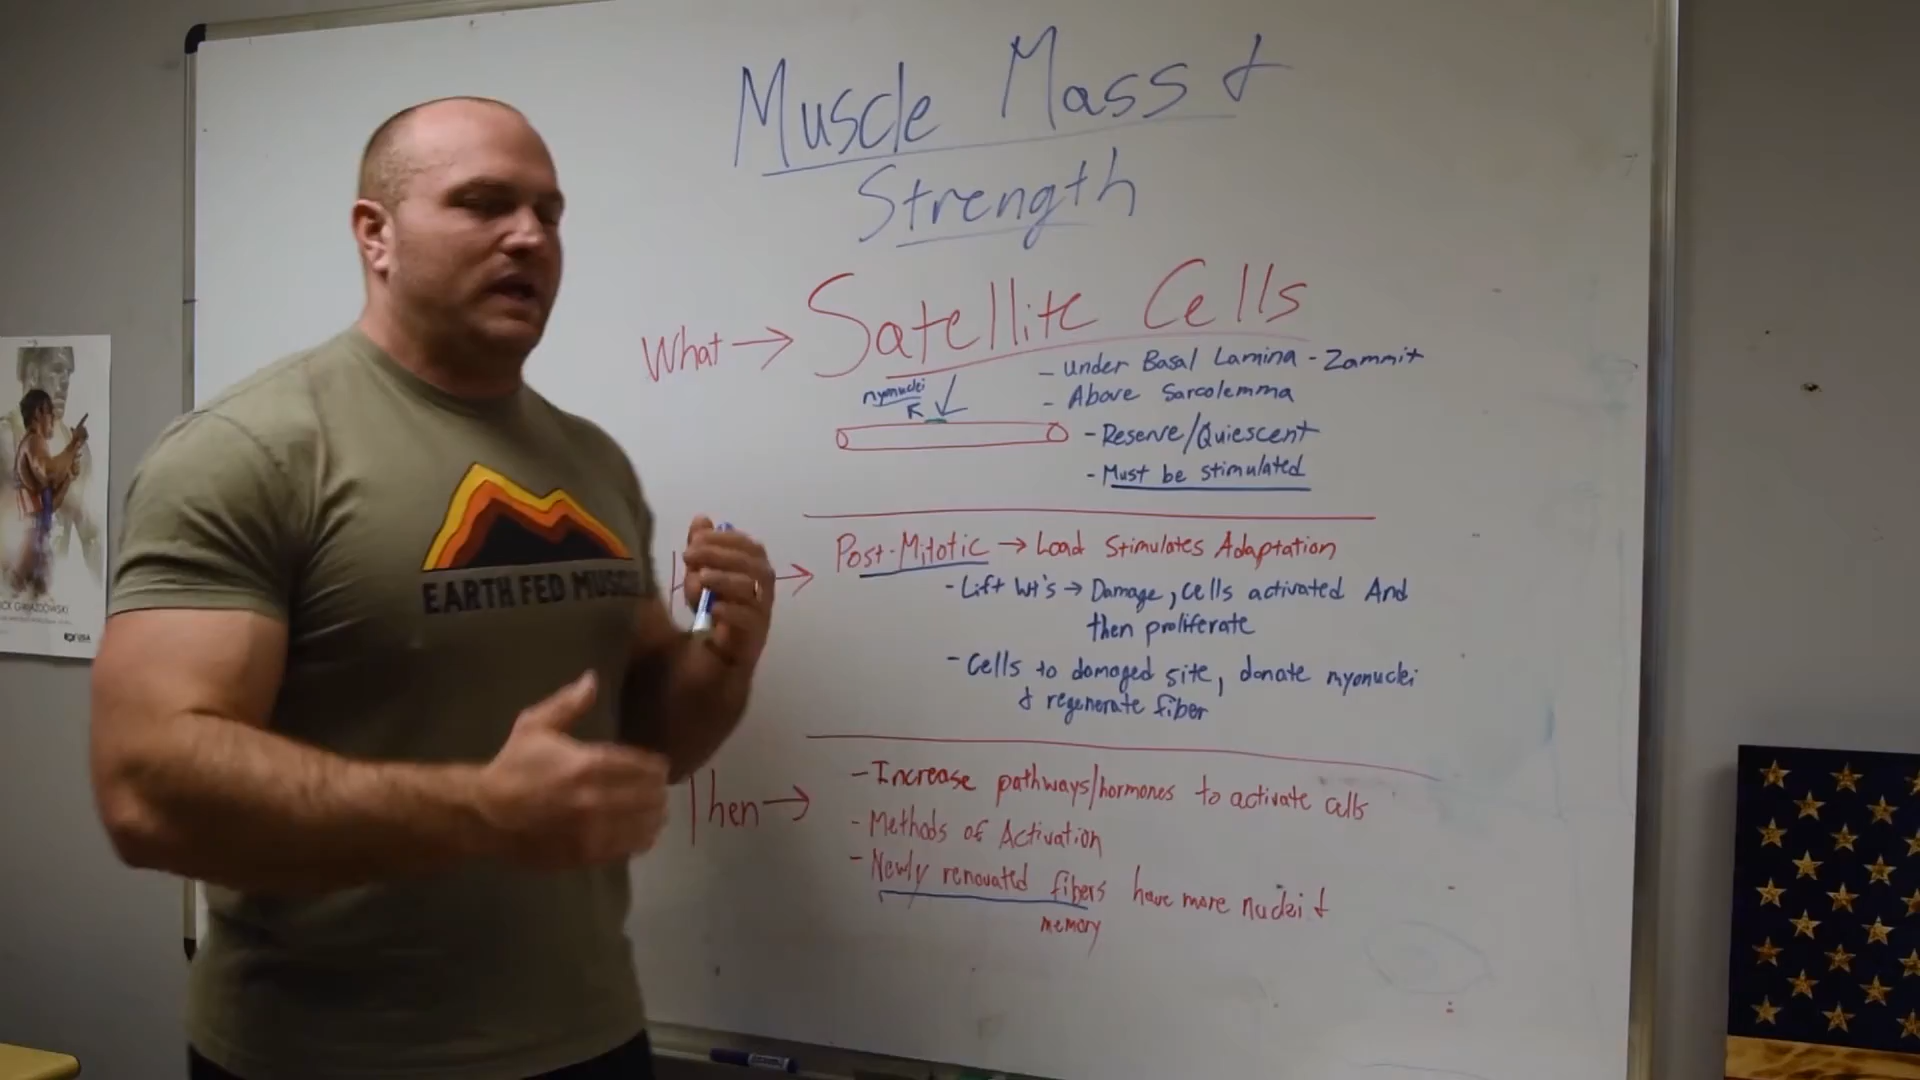 Muscle Mass &
Strength
What → Satellite Cells
- Under Basal Lamina - Zammit
myonuclei
- Above Sarcolemma
- Reserve/Quiescent
- Must be stimulated
Post-Mitotic → Load Stimulates Adaptation
- Lift Wt's → Damage, cells activated And
then proliferate
- Cells to damaged site, donate myonuclei
& regenerate fiber
Then → - Increase pathways/hormones to activate cells
- Methods of Activation
- Newly renovated fibers have more nuclei &
memory
EARTH FED MUSCLE
USA